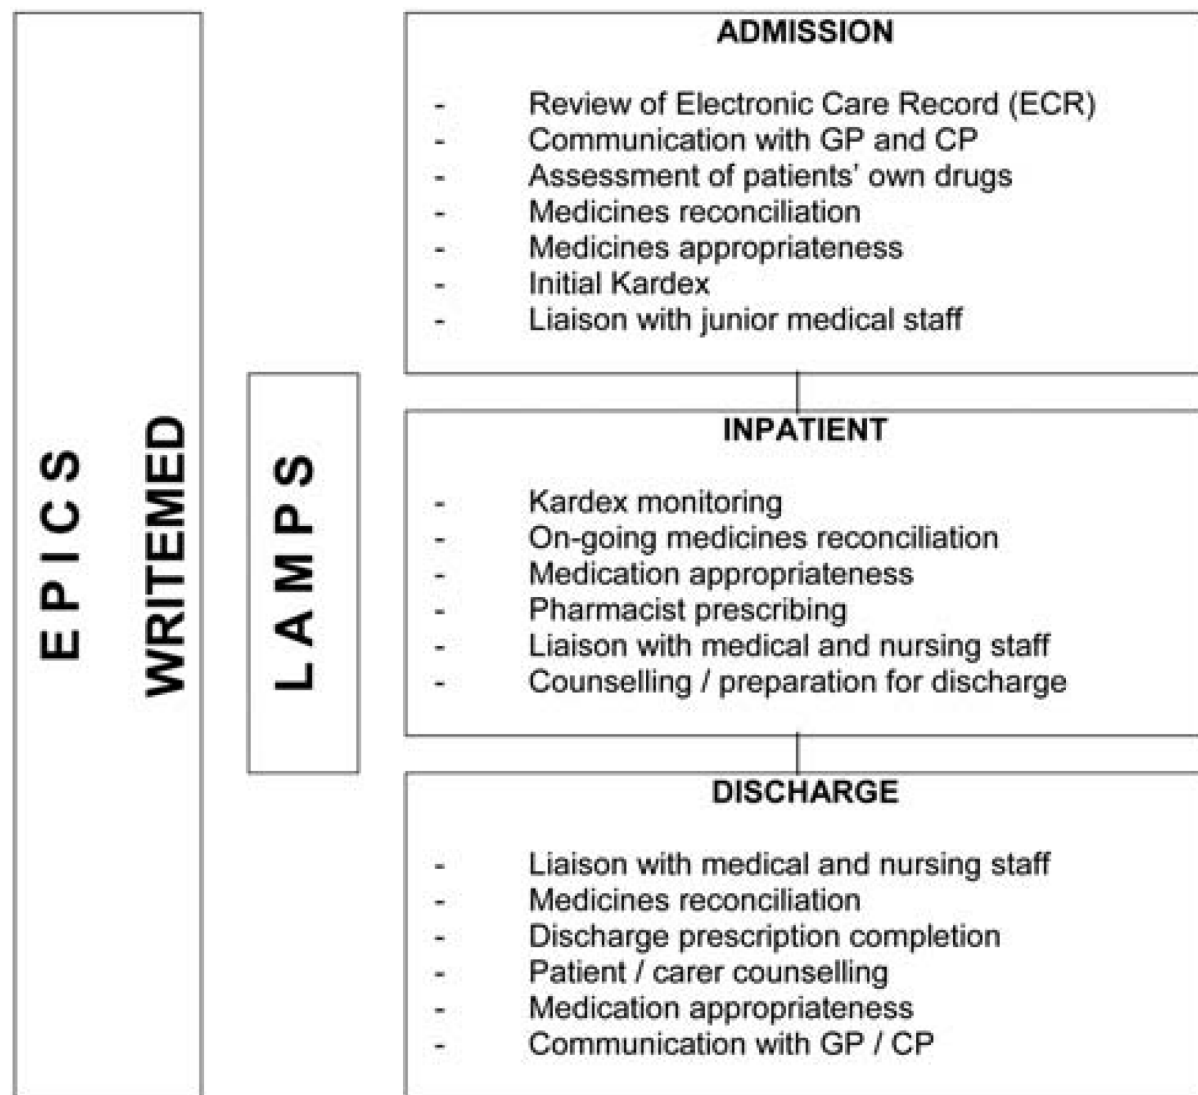 EPICS
WRITEMED
LAMPS
ADMISSION
- Review of Electronic Care Record (ECR)
- Communication with GP and CP
- Assessment of patients' own drugs
- Medicines reconciliation
- Medicines appropriateness
- Initial Kardex
- Liaison with junior medical staff
INPATIENT
- Kardex monitoring
- On-going medicines reconciliation
- Medication appropriateness
- Pharmacist prescribing
- Liaison with medical and nursing staff
- Counselling / preparation for discharge
DISCHARGE
- Liaison with medical and nursing staff
- Medicines reconciliation
- Discharge prescription completion
- Patient / carer counselling
- Medication appropriateness
- Communication with GP / CP